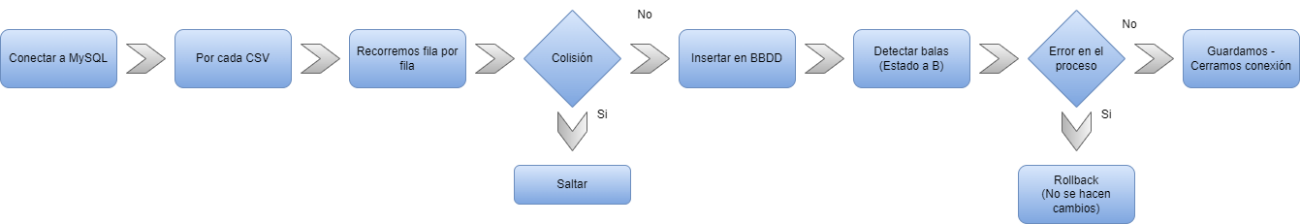 Conectar a MySQL
Por cada CSV
Recorremos fila por
fila
Colisión
No
Insertar en BBDD
Detectar balas
(Estado a B)
Error en el
proceso
No
Guardamos -
Cerramos conexión
Si
Saltar
Si
Rollback
(No se hacen
cambios)